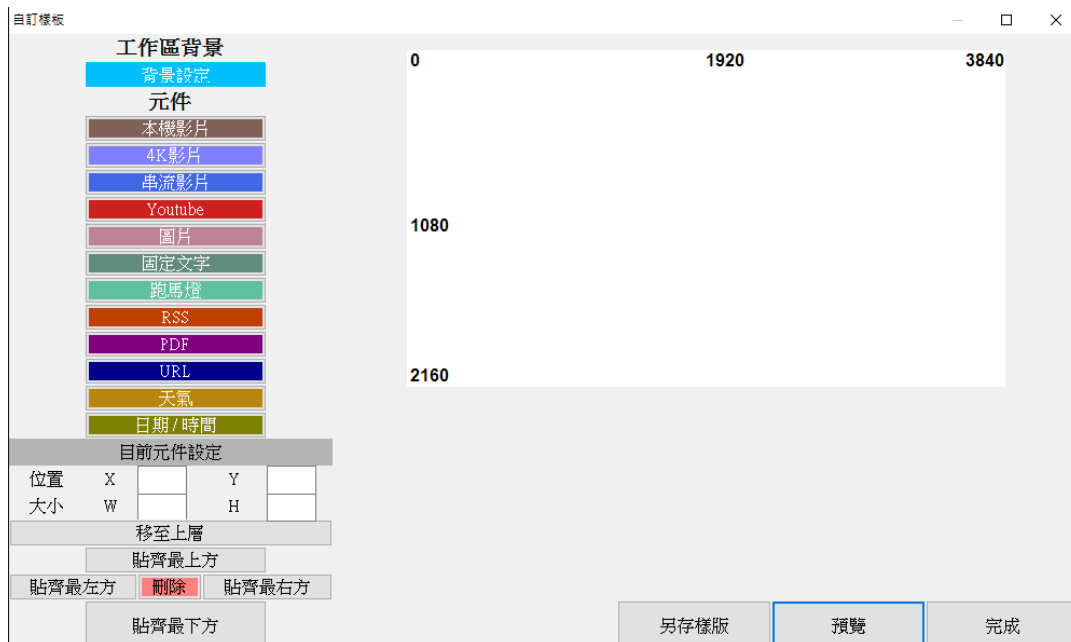 自訂樣板
工作區背景
背景設定
元件
本機影片
4K影片
串流影片
Youtube
圖片
固定文字
跑馬燈
RSS
PDF
URL
天氣
日期/時間
目前元件設定
位置 X Y
大小 W H
移至上層
貼齊最上方
貼齊最左方 刪除 貼齊最右方
貼齊最下方
0 1920 3840
1080
2160
另存樣版 預覽 完成